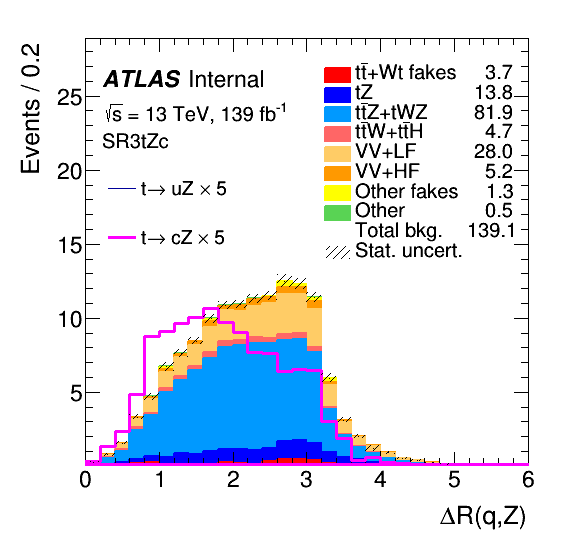 Events / 0.2
ATLAS Internal
√s = 13 TeV, 139 fb⁻¹
SR3tZc
t→ uZ × 5
t→ cZ × 5
tt̄+Wt fakes 3.7
tZ 13.8
tt̄Z+tWZ 81.9
tt̄W+tt̄H 4.7
VV+LF 28.0
VV+HF 5.2
Other fakes 1.3
Other 0.5
Total bkg. 139.1
Stat. uncert.
25
20
15
10
5
0 1 2 3 4 5 6
ΔR(q,Z)